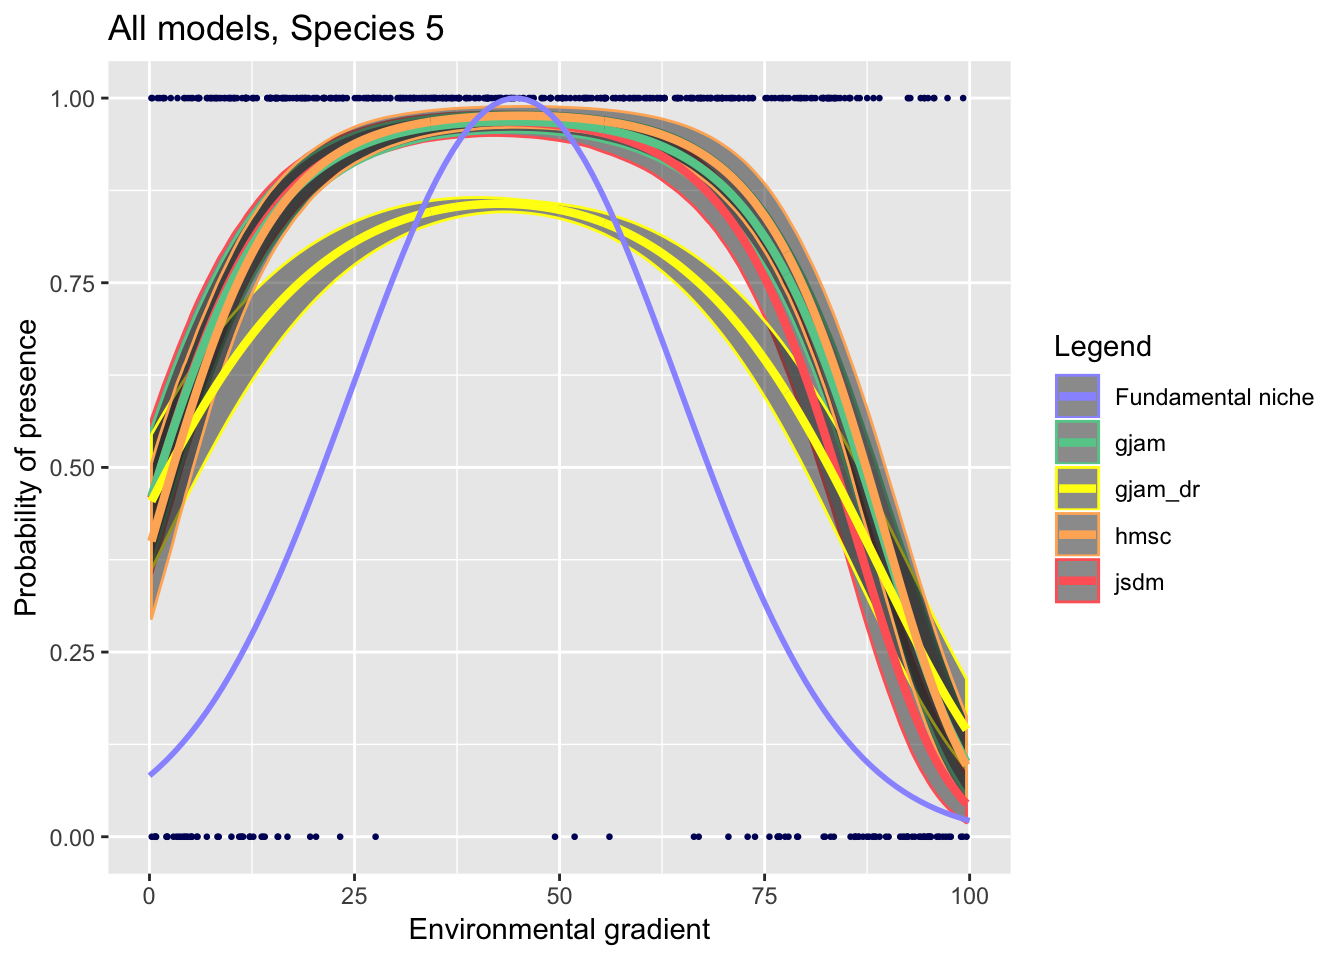 All models, Species 5
1.00
0.75
0.50
0.25
0.00
Probability of presence
0 25 50 75 100
Environmental gradient
Legend
Fundamental niche
gjam
gjam_dr
hmsc
jsdm